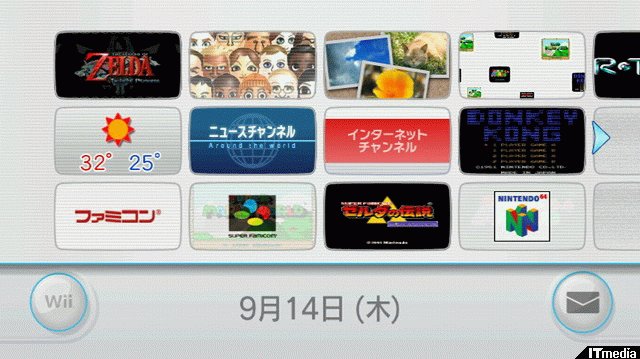 THE LEGEND OF
ZELDA
Twilight Princess
32° 25°
ニュースチャンネル
Around the world
インターネット
チャンネル
DONKEY
KONG
1 PLAYER GAME A
1 PLAYER GAME B
2 PLAYER GAME A
2 PLAYER GAME B
©1981 NINTENDO CO.,LTD.
ファミコン®
SUPER FAMICOM
ゼルダの伝説
©1991 Nintendo
NINTENDO 64
Wii
9月14日 (木)
ITmedia